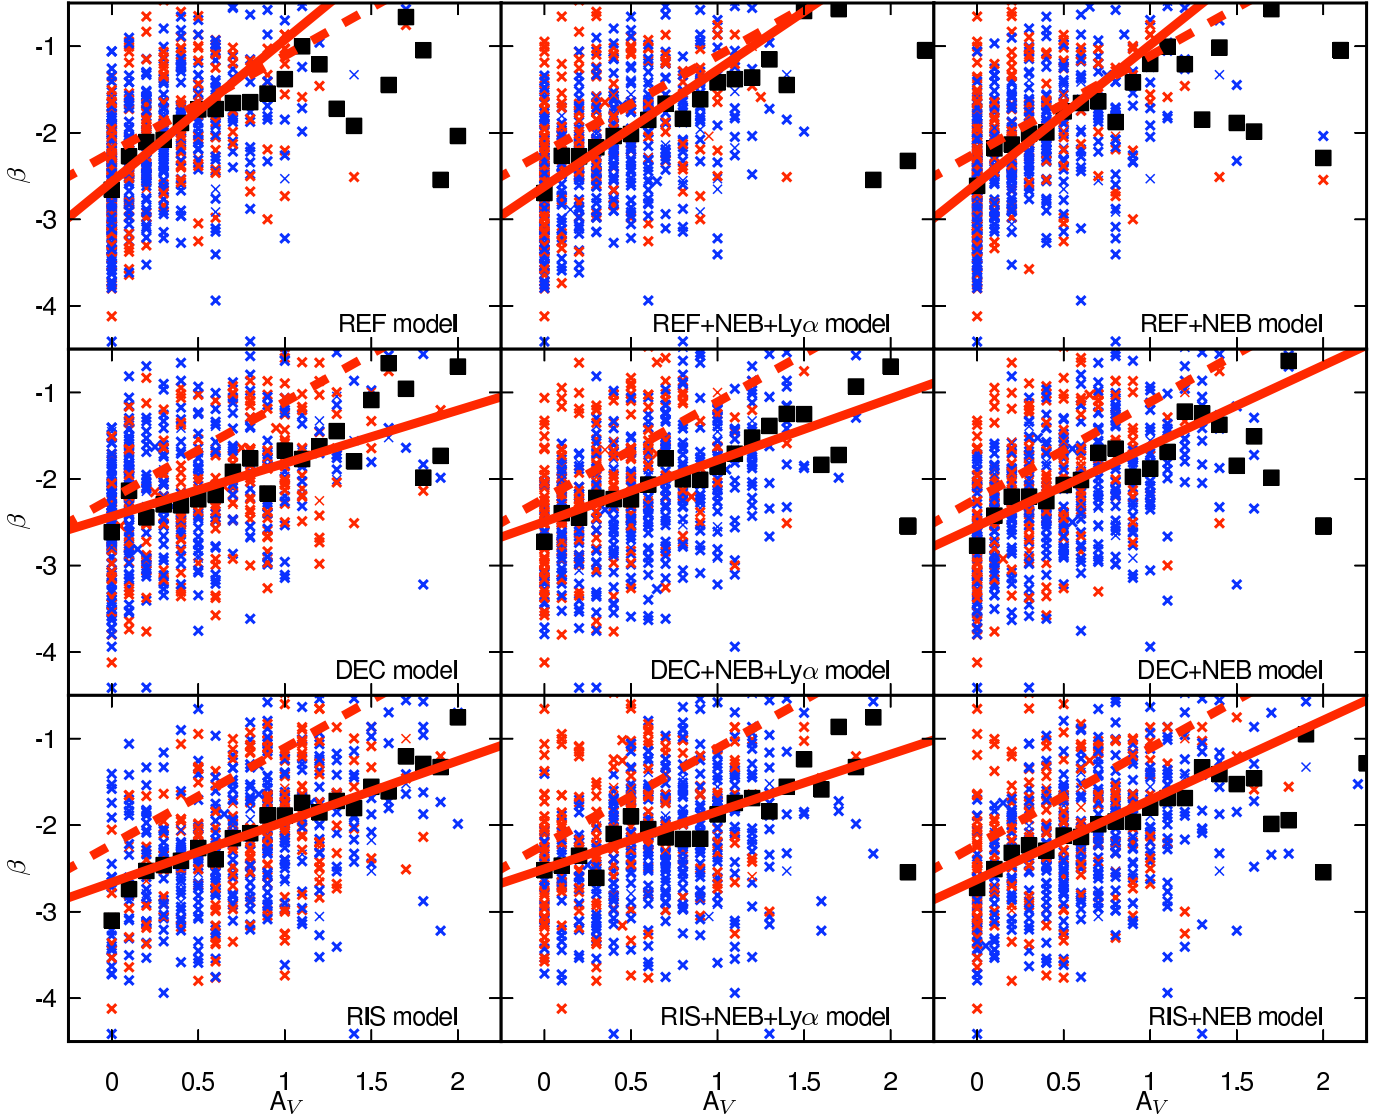 -1
-2
-3
-4
β
REF model
REF+NEB+Lyα model
REF+NEB model
-1
-2
-3
-4
β
DEC model
DEC+NEB+Lyα model
DEC+NEB model
-1
-2
-3
-4
β
RIS model
RIS+NEB+Lyα model
RIS+NEB model
0 0.5 1 1.5 2
0 0.5 1 1.5 2
0 0.5 1 1.5 2
A_V
A_V
A_V